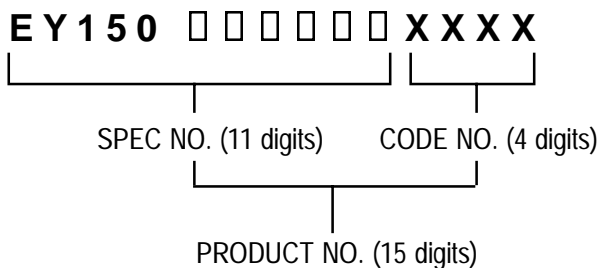 EY150 □□□□□□ XXXX
SPEC NO. (11 digits) CODE NO. (4 digits)
PRODUCT NO. (15 digits)